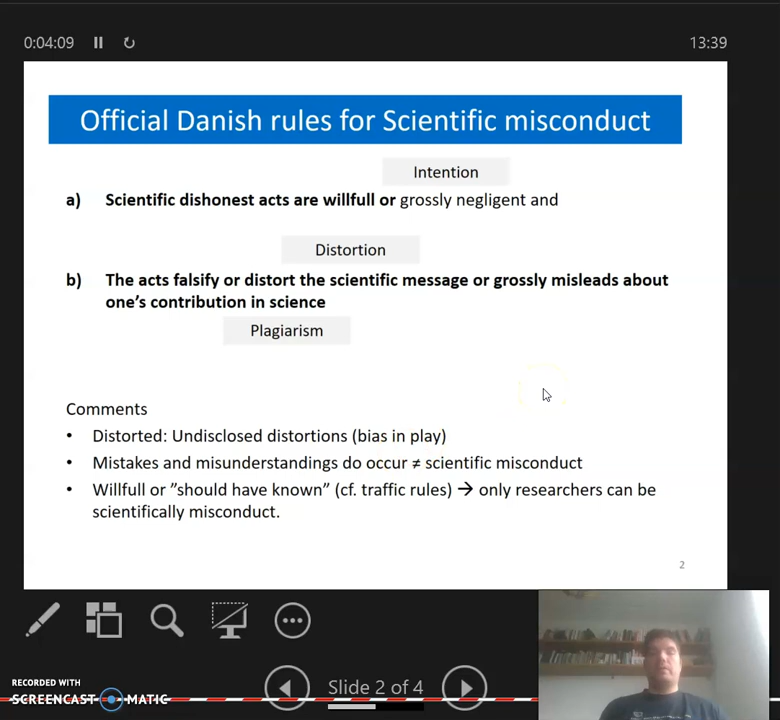 0:04:09
13:39
Official Danish rules for Scientific misconduct
Intention
a) Scientific dishonest acts are willfull or grossly negligent and
Distortion
b) The acts falsify or distort the scientific message or grossly misleads about
one's contribution in science
Plagiarism
Comments
• Distorted: Undisclosed distortions (bias in play)
• Mistakes and misunderstandings do occur ≠ scientific misconduct
• Willfull or ”should have known” (cf. traffic rules) → only researchers can be
scientifically misconduct.
2
RECORDED WITH
SCREENCAST-O-MATIC
Slide 2 of 4